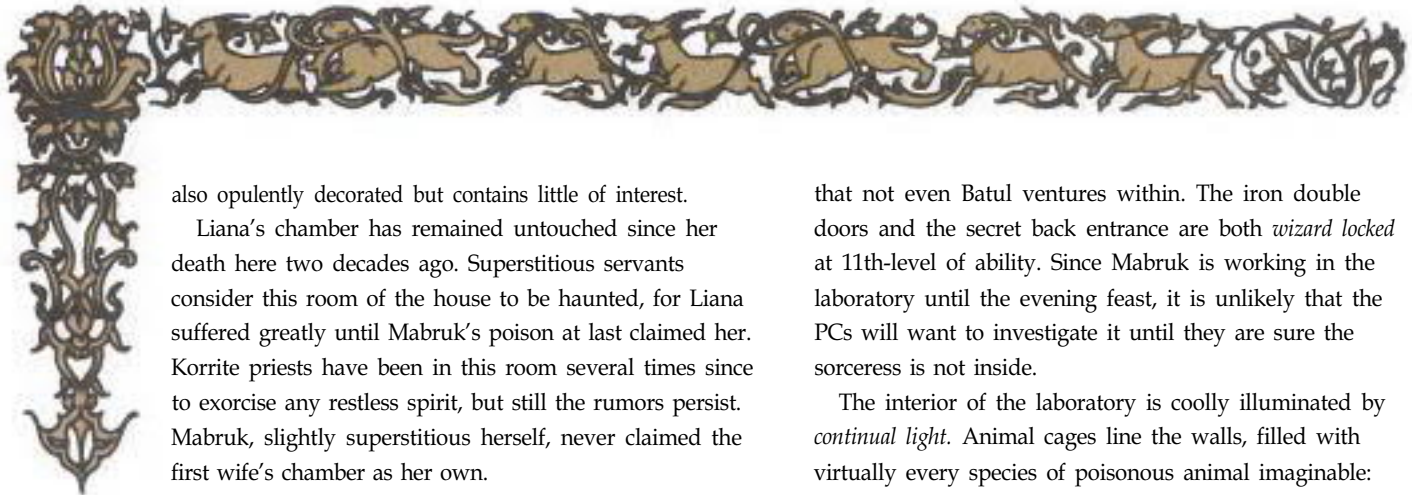 also opulently decorated but contains little of interest.
Liana’s chamber has remained untouched since her
death here two decades ago. Superstitious servants
consider this room of the house to be haunted, for Liana
suffered greatly until Mabruk’s poison at last claimed her.
Korrite priests have been in this room several times since
to exorcise any restless spirit, but still the rumors persist.
Mabruk, slightly superstitious herself, never claimed the
first wife’s chamber as her own.
that not even Batul ventures within. The iron double
doors and the secret back entrance are both wizard locked
at 11th-level of ability. Since Mabruk is working in the
laboratory until the evening feast, it is unlikely that the
PCs will want to investigate it until they are sure the
sorceress is not inside.
The interior of the laboratory is coolly illuminated by
continual light. Animal cages line the walls, filled with
virtually every species of poisonous animal imaginable: